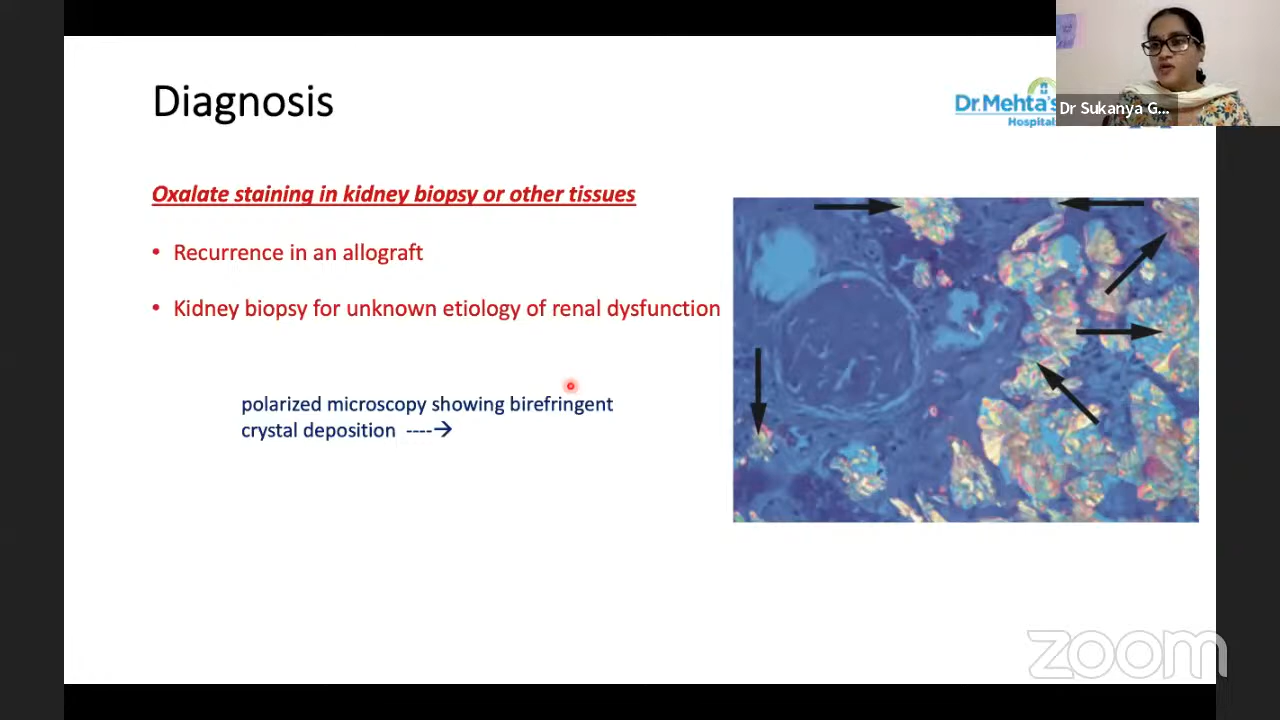 Diagnosis
Dr.Mehta's
Hospitals
Dr Sukanya G...
Oxalate staining in kidney biopsy or other tissues
• Recurrence in an allograft
• Kidney biopsy for unknown etiology of renal dysfunction
polarized microscopy showing birefringent
crystal deposition ----→
zoom